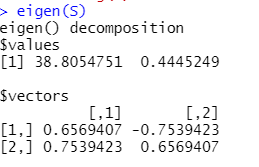 > eigen(S)
eigen() decomposition
$values
[1] 38.8054751 0.4445249
$vectors
[,1] [,2]
[1,] 0.6569407 -0.7539423
[2,] 0.7539423 0.6569407